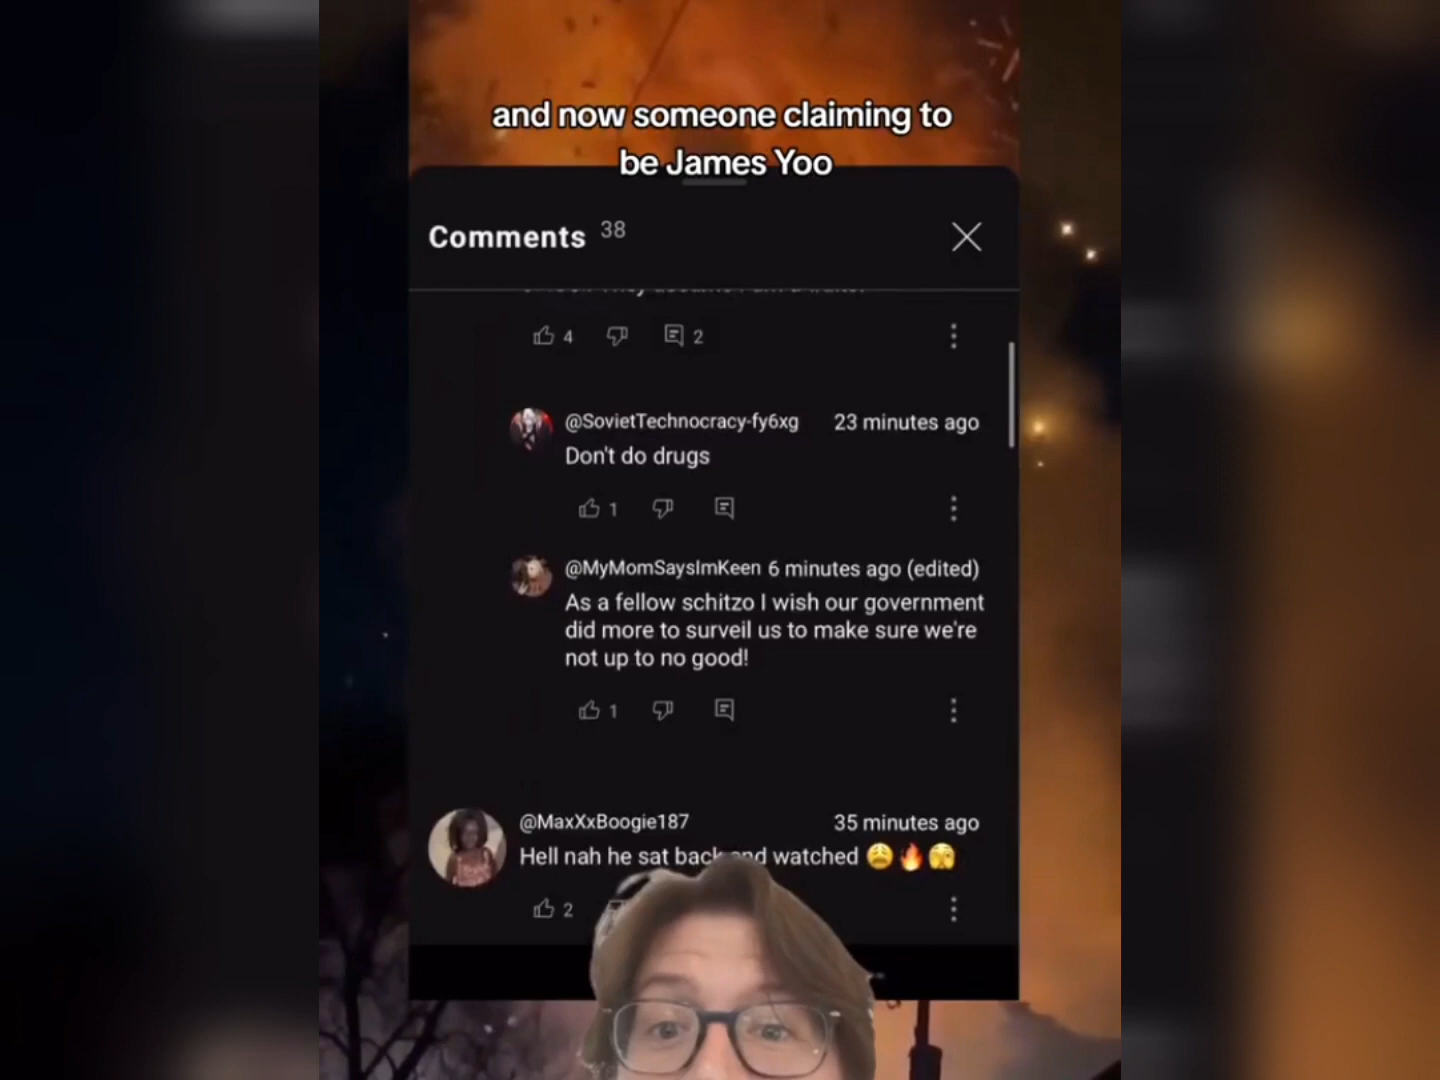 and now someone claiming to
be James Yoo
Comments 38
4
2
@SovietTechnocracy-fy6xg 23 minutes ago
Don't do drugs
1
@MyMomSaysImKeen 6 minutes ago (edited)
As a fellow schitzo I wish our government
did more to surveil us to make sure we're
not up to no good!
1
@MaxXxBoogie187 35 minutes ago
Hell nah he sat back and watched 😩🔥🫣
2